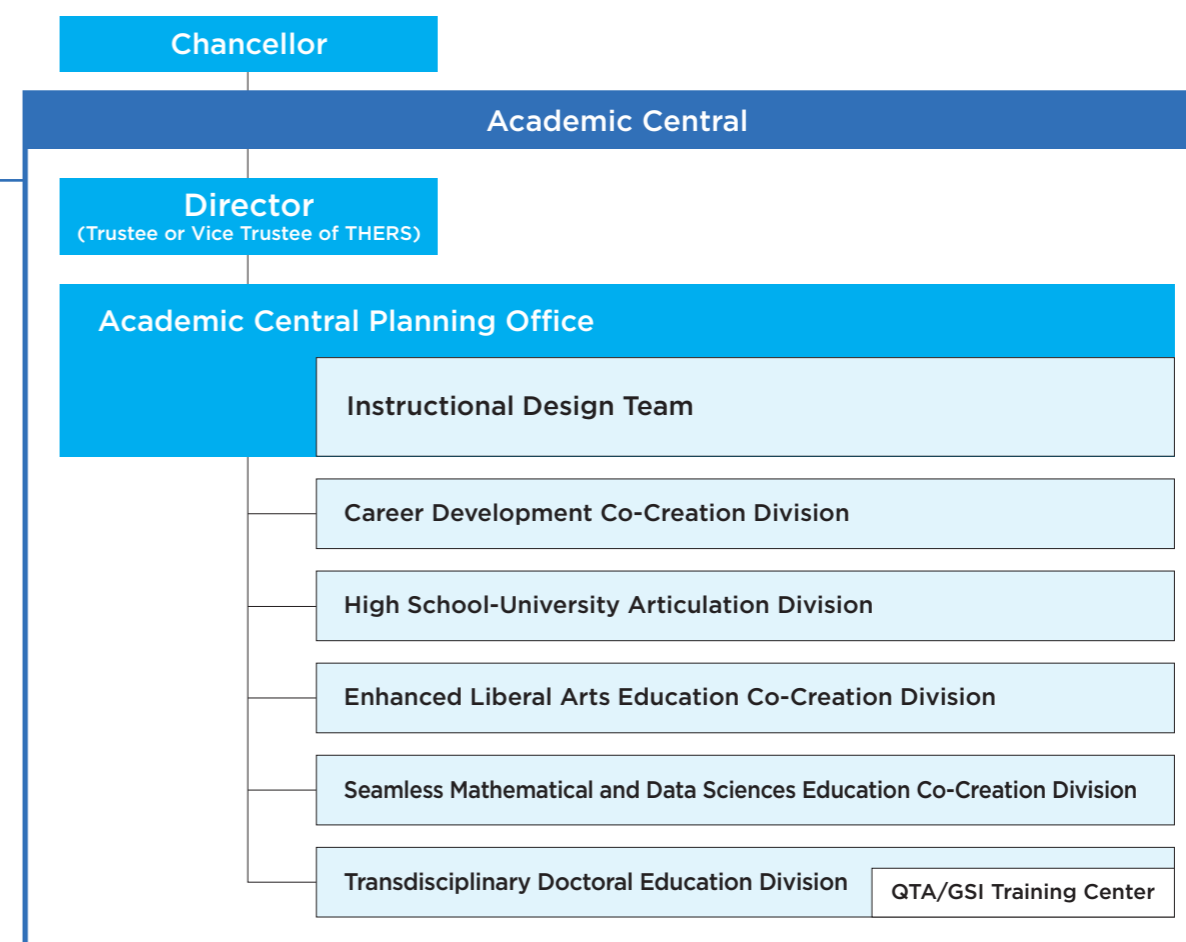 Chancellor
Academic Central
Director
(Trustee or Vice Trustee of THERS)
Academic Central Planning Office
Instructional Design Team
Career Development Co-Creation Division
High School-University Articulation Division
Enhanced Liberal Arts Education Co-Creation Division
Seamless Mathematical and Data Sciences Education Co-Creation Division
Transdisciplinary Doctoral Education Division
QTA/GSI Training Center